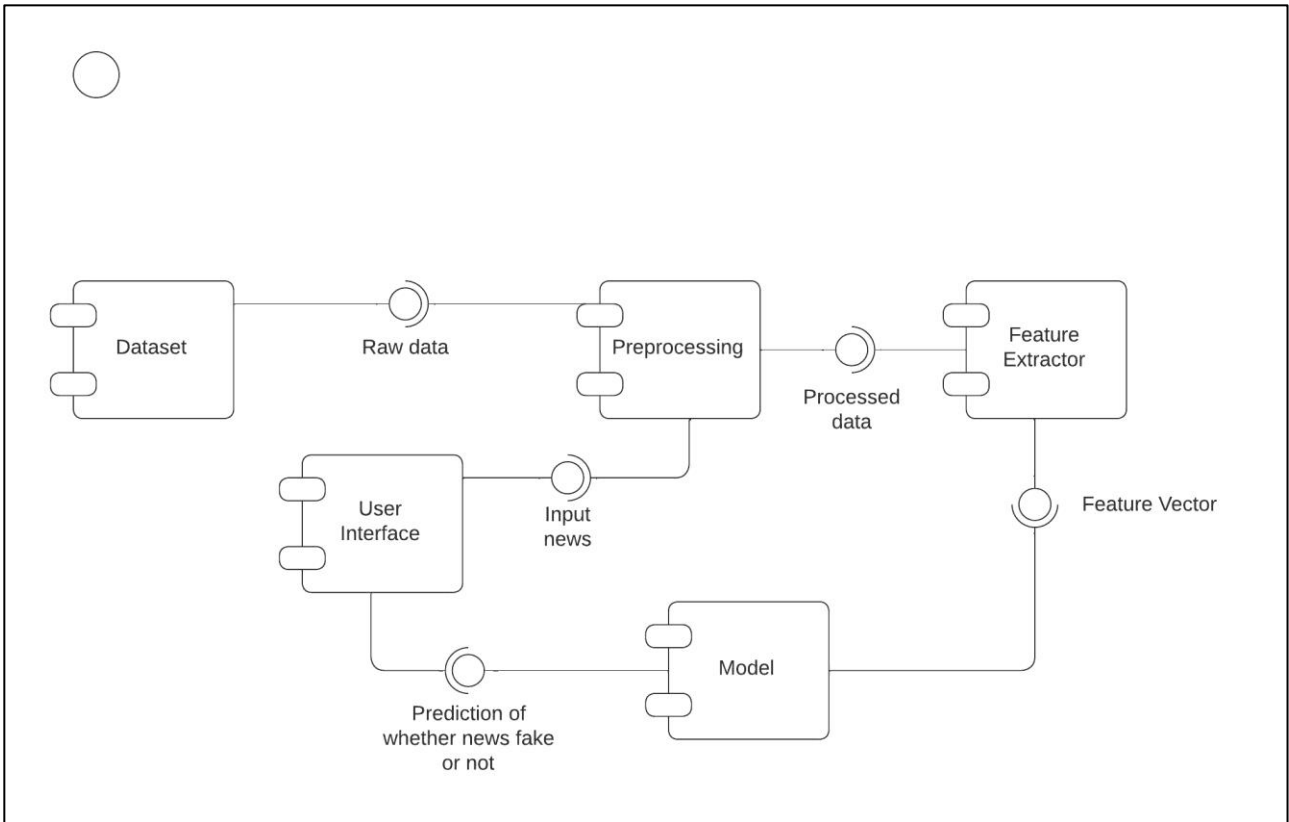 Dataset
Raw data
Preprocessing
Processed
data
Feature
Extractor
User
Interface
Input
news
Feature Vector
Model
Prediction of
whether news fake
or not